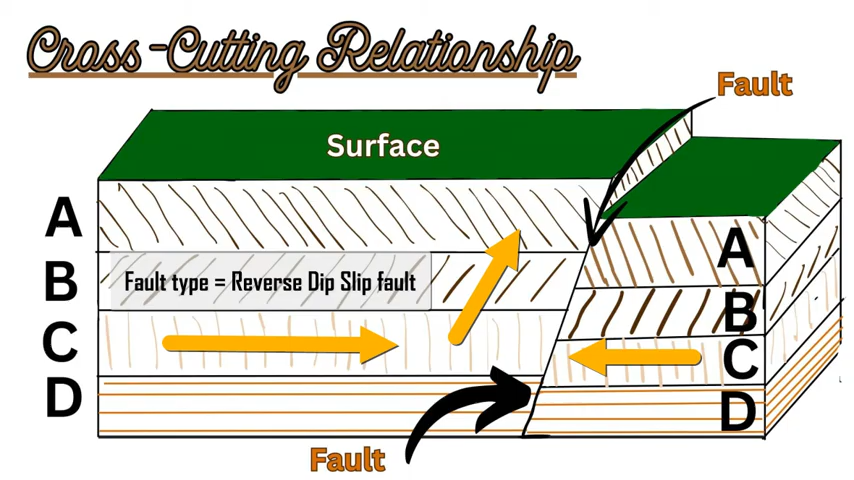 Cross-Cutting Relationship
Fault
Surface
A
A
B
Fault type = Reverse Dip Slip fault
B
C
C
D
D
Fault